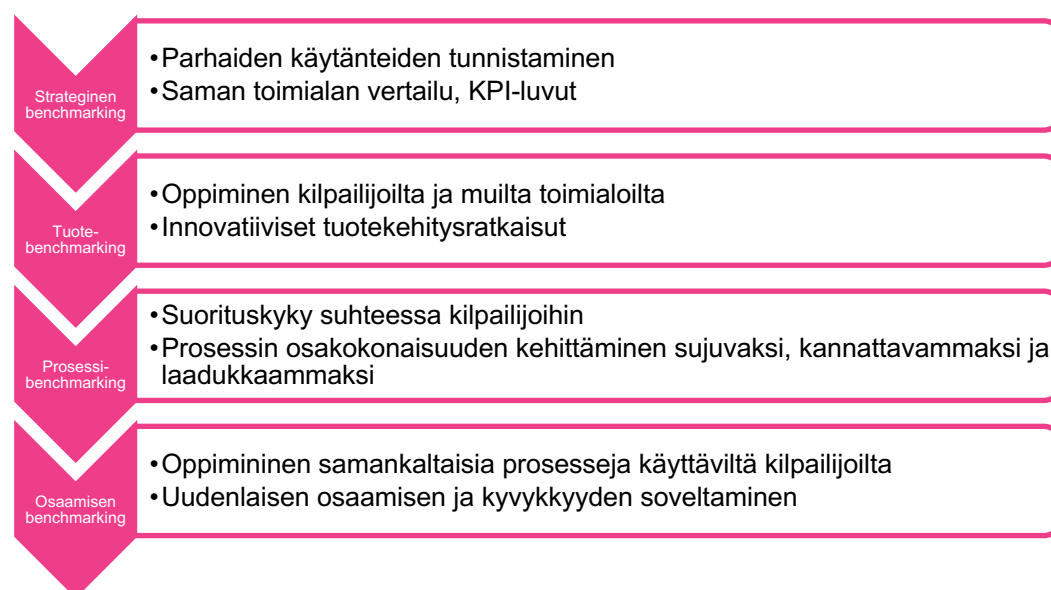 Strateginen
benchmarking
•Parhaiden käytänteiden tunnistaminen
•Saman toimialan vertailu, KPI-luvut
Tuote-
benchmarking
•Oppiminen kilpailijoilta ja muilta toimialoilta
•Innovatiiviset tuotekehitysratkaisut
Prosessi-
benchmarking
•Suorituskyky suhteessa kilpailijoihin
•Prosessin osakokonaisuuden kehittäminen sujuvaksi, kannattavammaksi ja
laadukkaammaksi
Osaamisen
benchmarking
•Oppimininen samankaltaisia prosesseja käyttäviltä kilpailijoilta
•Uudenlaisen osaamisen ja kyvykkyyden soveltaminen